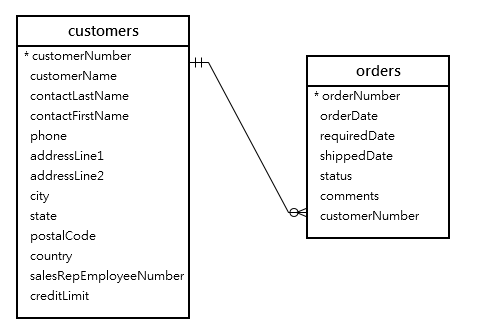 customers
* customerNumber
customerName
contactLastName
contactFirstName
phone
addressLine1
addressLine2
city
state
postalCode
country
salesRepEmployeeNumber
creditLimit
orders
* orderNumber
orderDate
requiredDate
shippedDate
status
comments
customerNumber